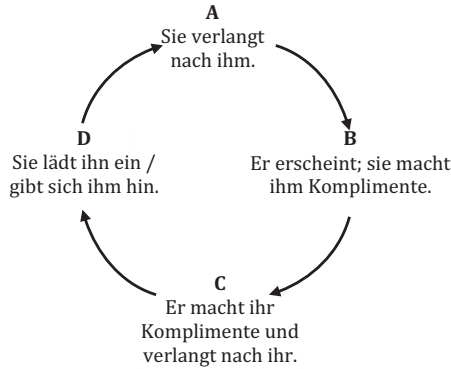 A
Sie verlangt
nach ihm.
B
Er erscheint; sie macht
ihm Komplimente.
C
Er macht ihr
Komplimente und
verlangt nach ihr.
D
Sie lädt ihn ein /
gibt sich ihm hin.